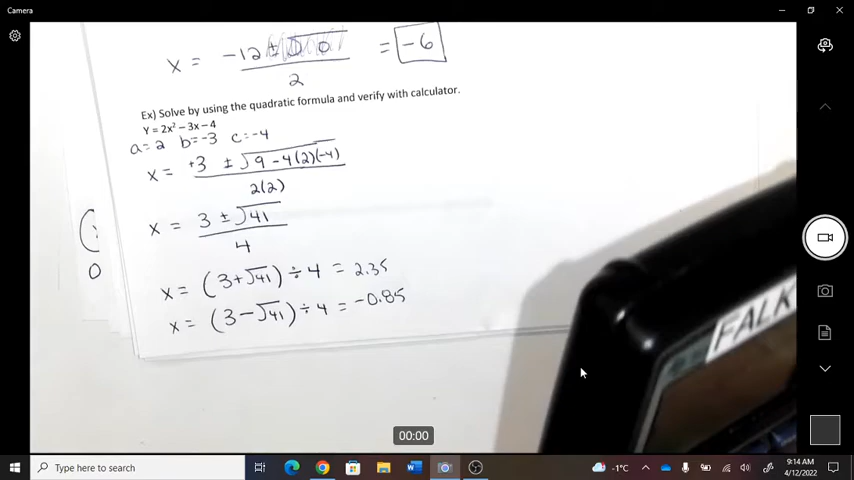 Camera
x = -12 ± √0 / 2 = -6
Ex) Solve by using the quadratic formula and verify with calculator.
Y = 2x² – 3x – 4
a=2 b=-3 c=-4
x = +3 ± √9 - 4(2)(-4) / 2(2)
x = 3 ± √41 / 4
x = (3+√41) ÷ 4 = 2.35
x = (3-√41) ÷ 4 = -0.85
0
FALK
00:00
Type here to search
-1°C
9:14 AM
4/12/2022